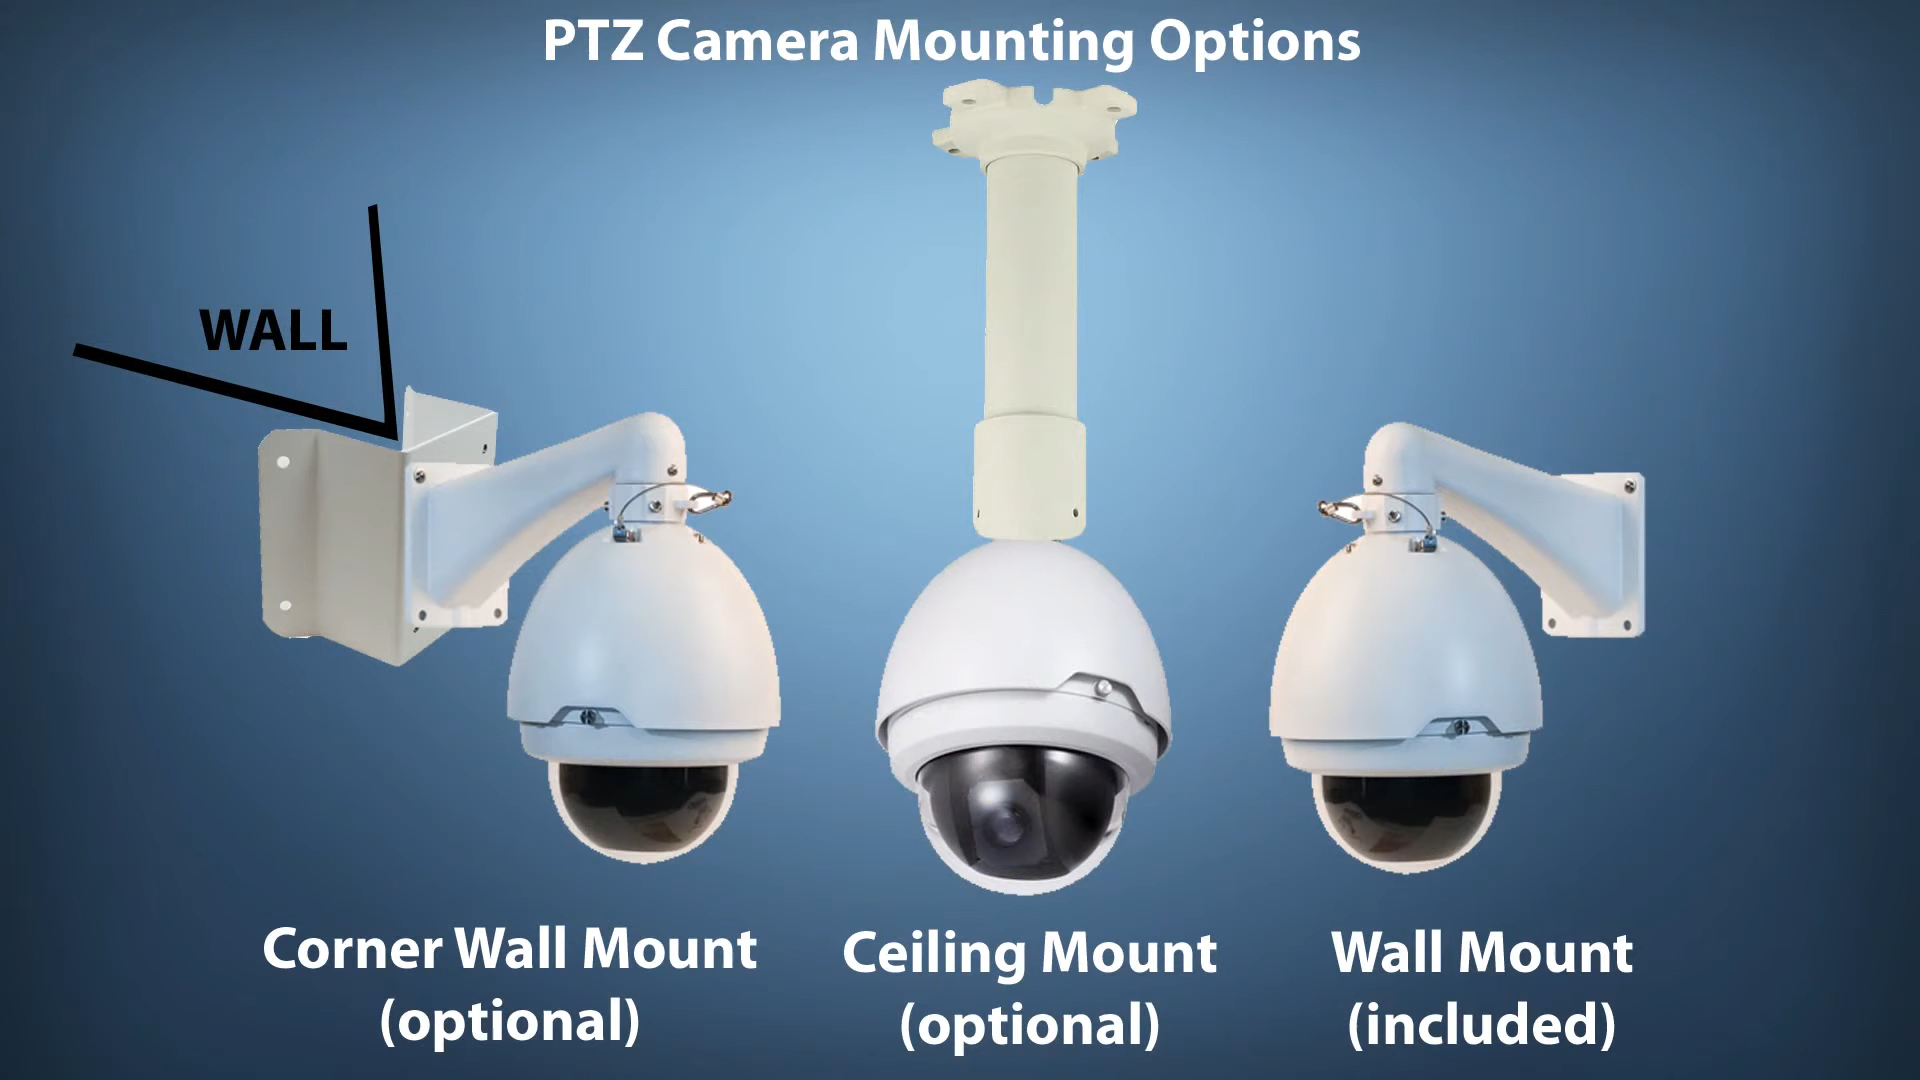 PTZ Camera Mounting Options
WALL
Corner Wall Mount
(optional)
Ceiling Mount
(optional)
Wall Mount
(included)